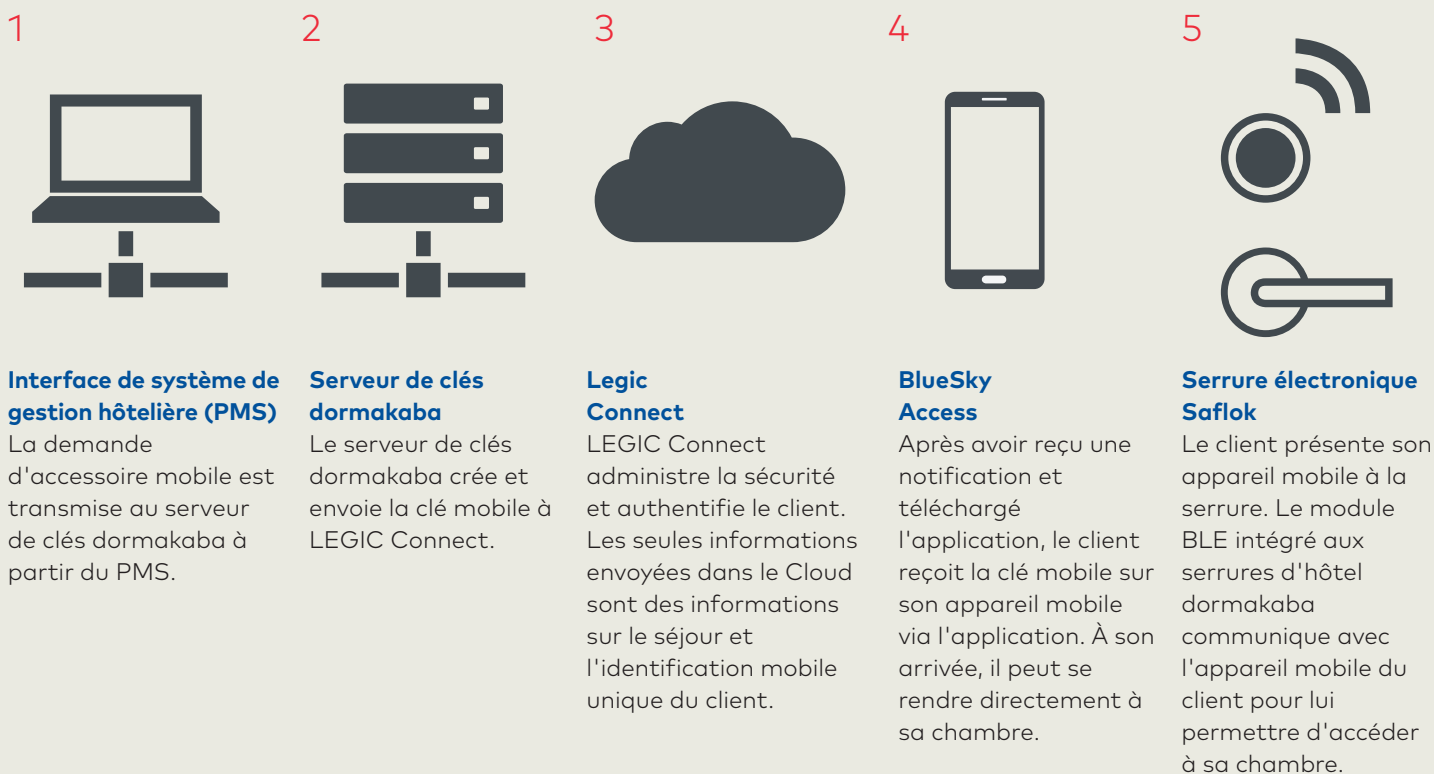 1
2
3
4
5
Interface de système de
gestion hôtelière (PMS)
La demande
d'accessoire mobile est
transmise au serveur
de clés dormakaba à
partir du PMS.
Serveur de clés
dormakaba
Le serveur de clés
dormakaba crée et
envoie la clé mobile à
LEGIC Connect.
Legic
Connect
LEGIC Connect
administre la sécurité
et authentifie le client.
Les seules informations
envoyées dans le Cloud
sont des informations
sur le séjour et
l'identification mobile
unique du client.
BlueSky
Access
Après avoir reçu une
notification et
téléchargé
l'application, le client
reçoit la clé mobile sur
son appareil mobile
via l'application. À son
arrivée, il peut se
rendre directement à
sa chambre.
Serrure électronique
Saflok
Le client présente son
appareil mobile à la
serrure. Le module
BLE intégré aux
serrures d'hôtel
dormakaba
communique avec
l'appareil mobile du
client pour lui
permettre d'accéder
à sa chambre.